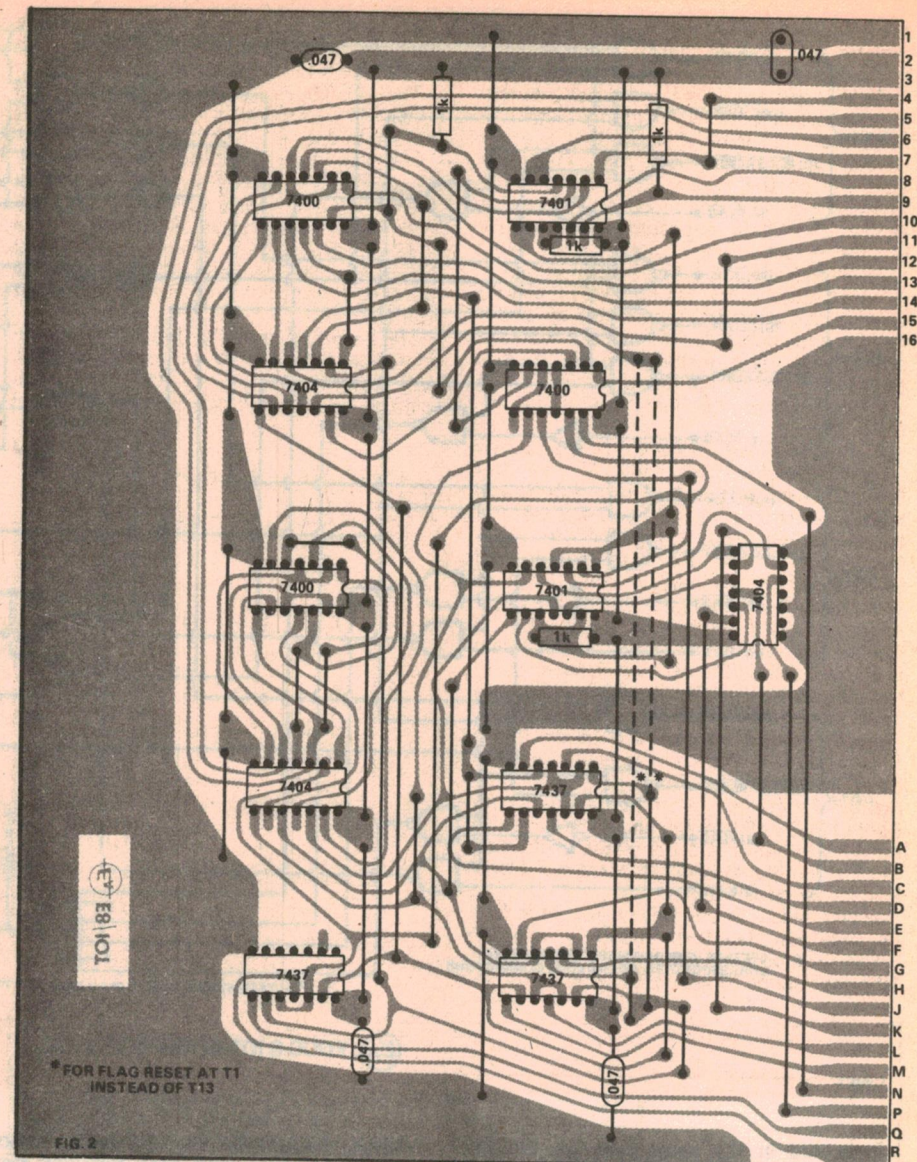 .047
.047
1
2
3
4
5
6
7
8
9
10
11
12
13
14
15
16
1k
1k
7400
7401
1k
7404
7400
7400
7401
7404
1k
7404
7437
**
A
B
C
D
E
F
G
H
J
K
L
M
N
P
Q
R
E8/IOT
7437
7437
.047
.047
* FOR FLAG RESET AT T1
INSTEAD OF T13
FIG. 2